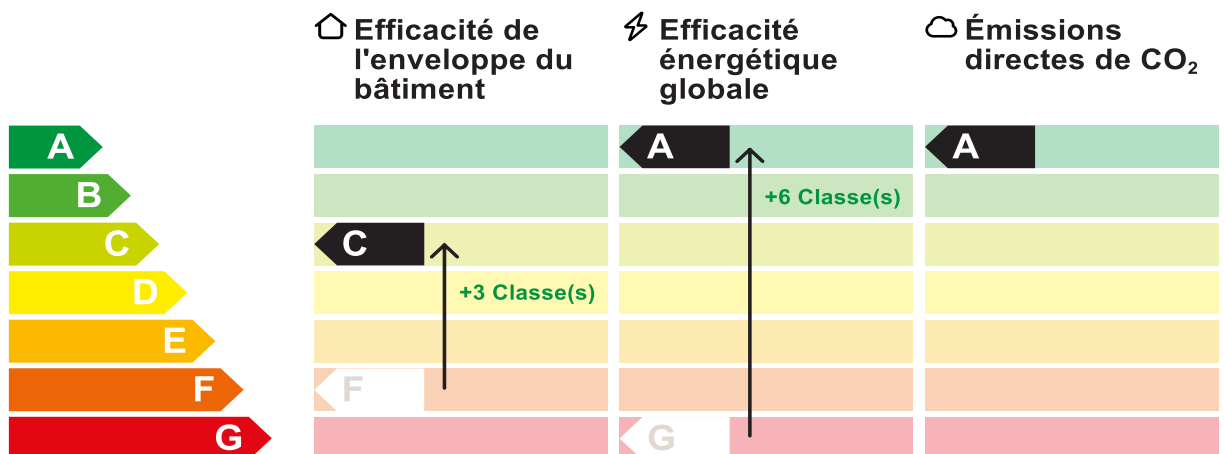 Efficacité de
l'enveloppe du
bâtiment
Efficacité
énergétique
globale
Émissions
directes de CO₂
A
A
A
B
+6 Classe(s)
C
C
D
+3 Classe(s)
E
F
F
G
G